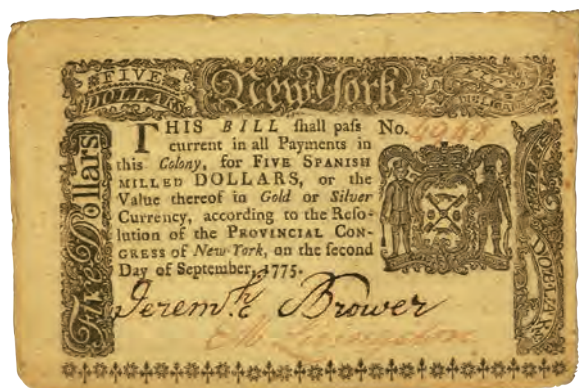 FIVE DOLLARS New York
THIS BILL ſhall paſs No.
current in all Payments in
this Colony, for FIVE SPANISH
MILLED DOLLARS, or the
Value thereof in Gold or Silver
Currency, according to the Reſo-
lution of the PROVINCIAL CON-
GRESS of New-York, on the ſecond
Day of September, 1775.
Five Dollars
Jeremh. Brower